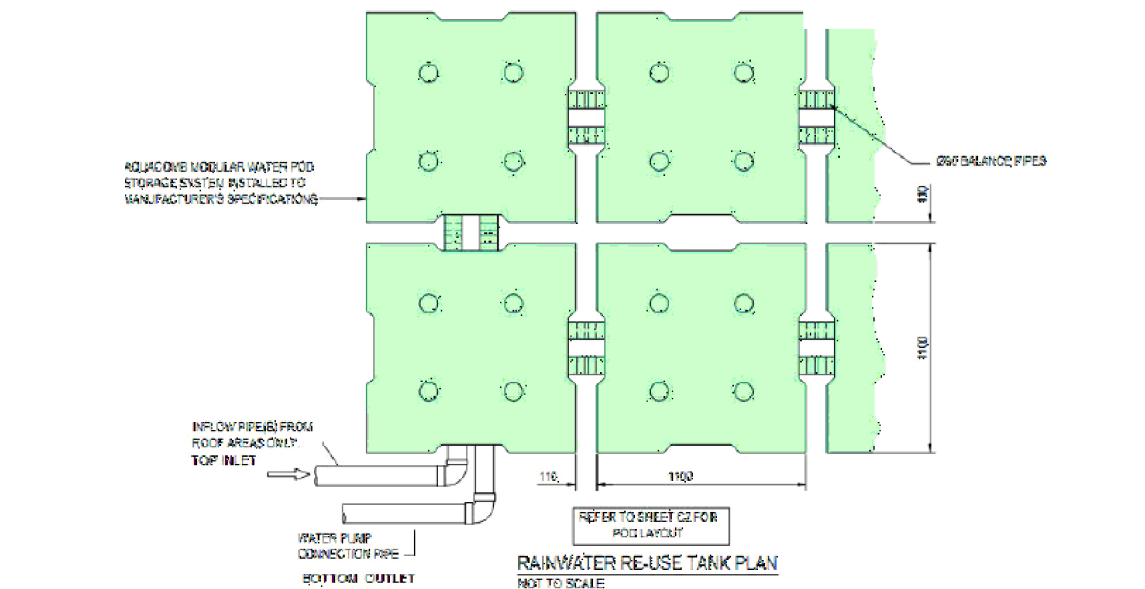 AQUACOMB MODULAR WATER POD
STORAGE SYSTEM INSTALLED TO
MANUFACTURER'S SPECIFICATIONS
BALANCE PIPES
1100
INFLOW PIPE(S) FROM
ROOF AREAS ONLY.
TOP INLET
110
1100
WATER PUMP
CONNECTION PIPE
BOTTOM OUTLET
REFER TO SHEET C2 FOR
POD LAYOUT
RAINWATER RE-USE TANK PLAN
NOT TO SCALE